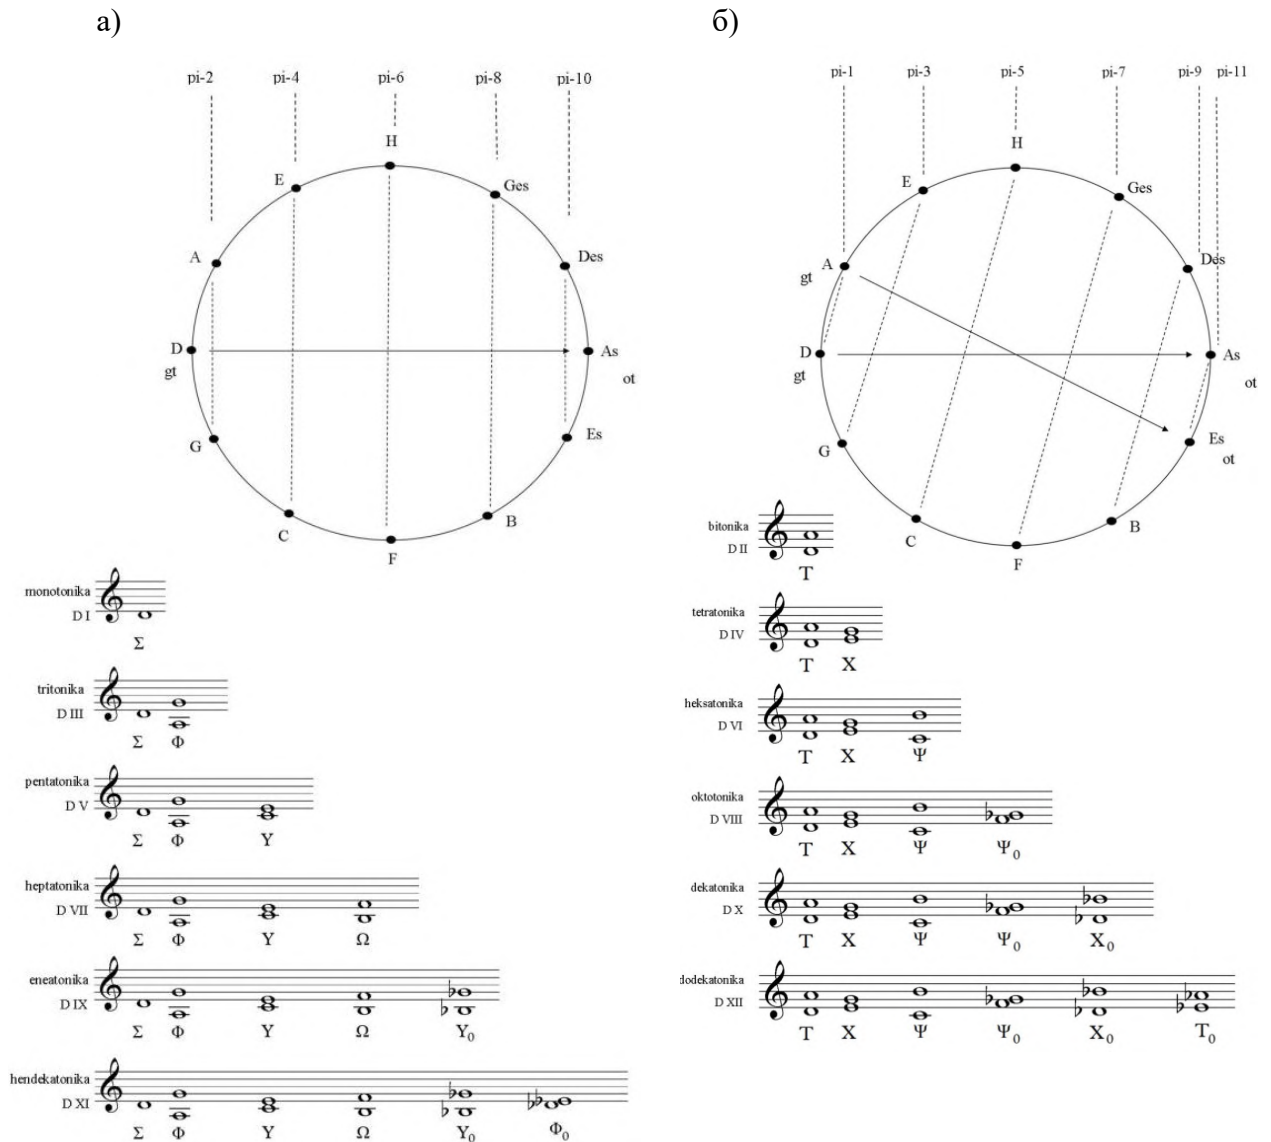 а)
pi-2 pi-4 pi-6 pi-8 pi-10
H
E Ges
A Des
D As
gt ot
G Es
C B
F
monotonika
D I
Σ
tritonika
D III
Σ Φ
pentatonika
D V
Σ Φ Υ
heptatonika
D VII
Σ Φ Υ Ω
eneatonika
D IX
Σ Φ Υ Ω Υ₀
hendekatonika
D XI
Σ Φ Υ Ω Υ₀ Φ₀
б)
pi-1 pi-3 pi-5 pi-7 pi-9 pi-11
H
E Ges
A Des
gt
D As
gt ot
G Es
ot
C B
F
bitonika
D II
T
tetratonika
D IV
T X
heksatonika
D VI
T X Ψ
oktotonika
D VIII
T X Ψ Ψ₀
dekatonika
D X
T X Ψ Ψ₀ X₀
dodekatonika
D XII
T X Ψ Ψ₀ X₀ T₀